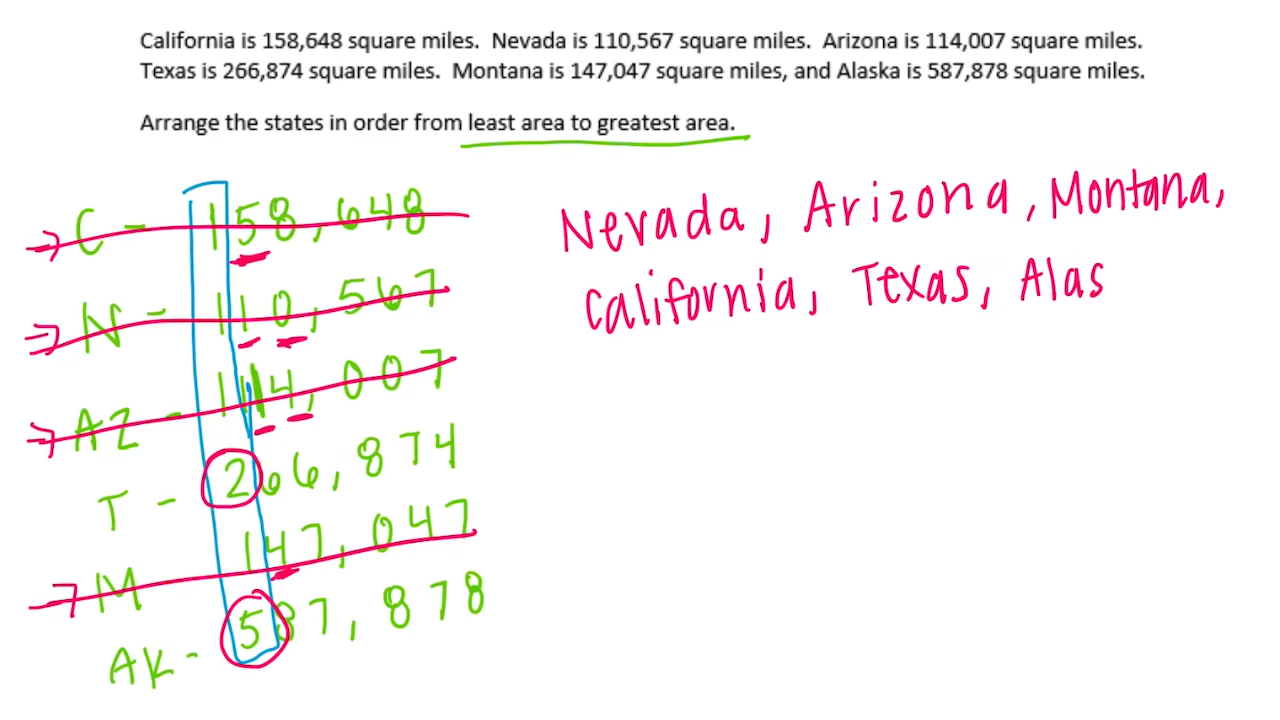 California is 158,648 square miles. Nevada is 110,567 square miles. Arizona is 114,007 square miles.
Texas is 266,874 square miles. Montana is 147,047 square miles, and Alaska is 587,878 square miles.
Arrange the states in order from least area to greatest area.
C - 158,648
N - 110,567
AZ - 114,007
T - 266,874
M 147,047
AK - 587,878
Nevada, Arizona, Montana,
California, Texas, Alas